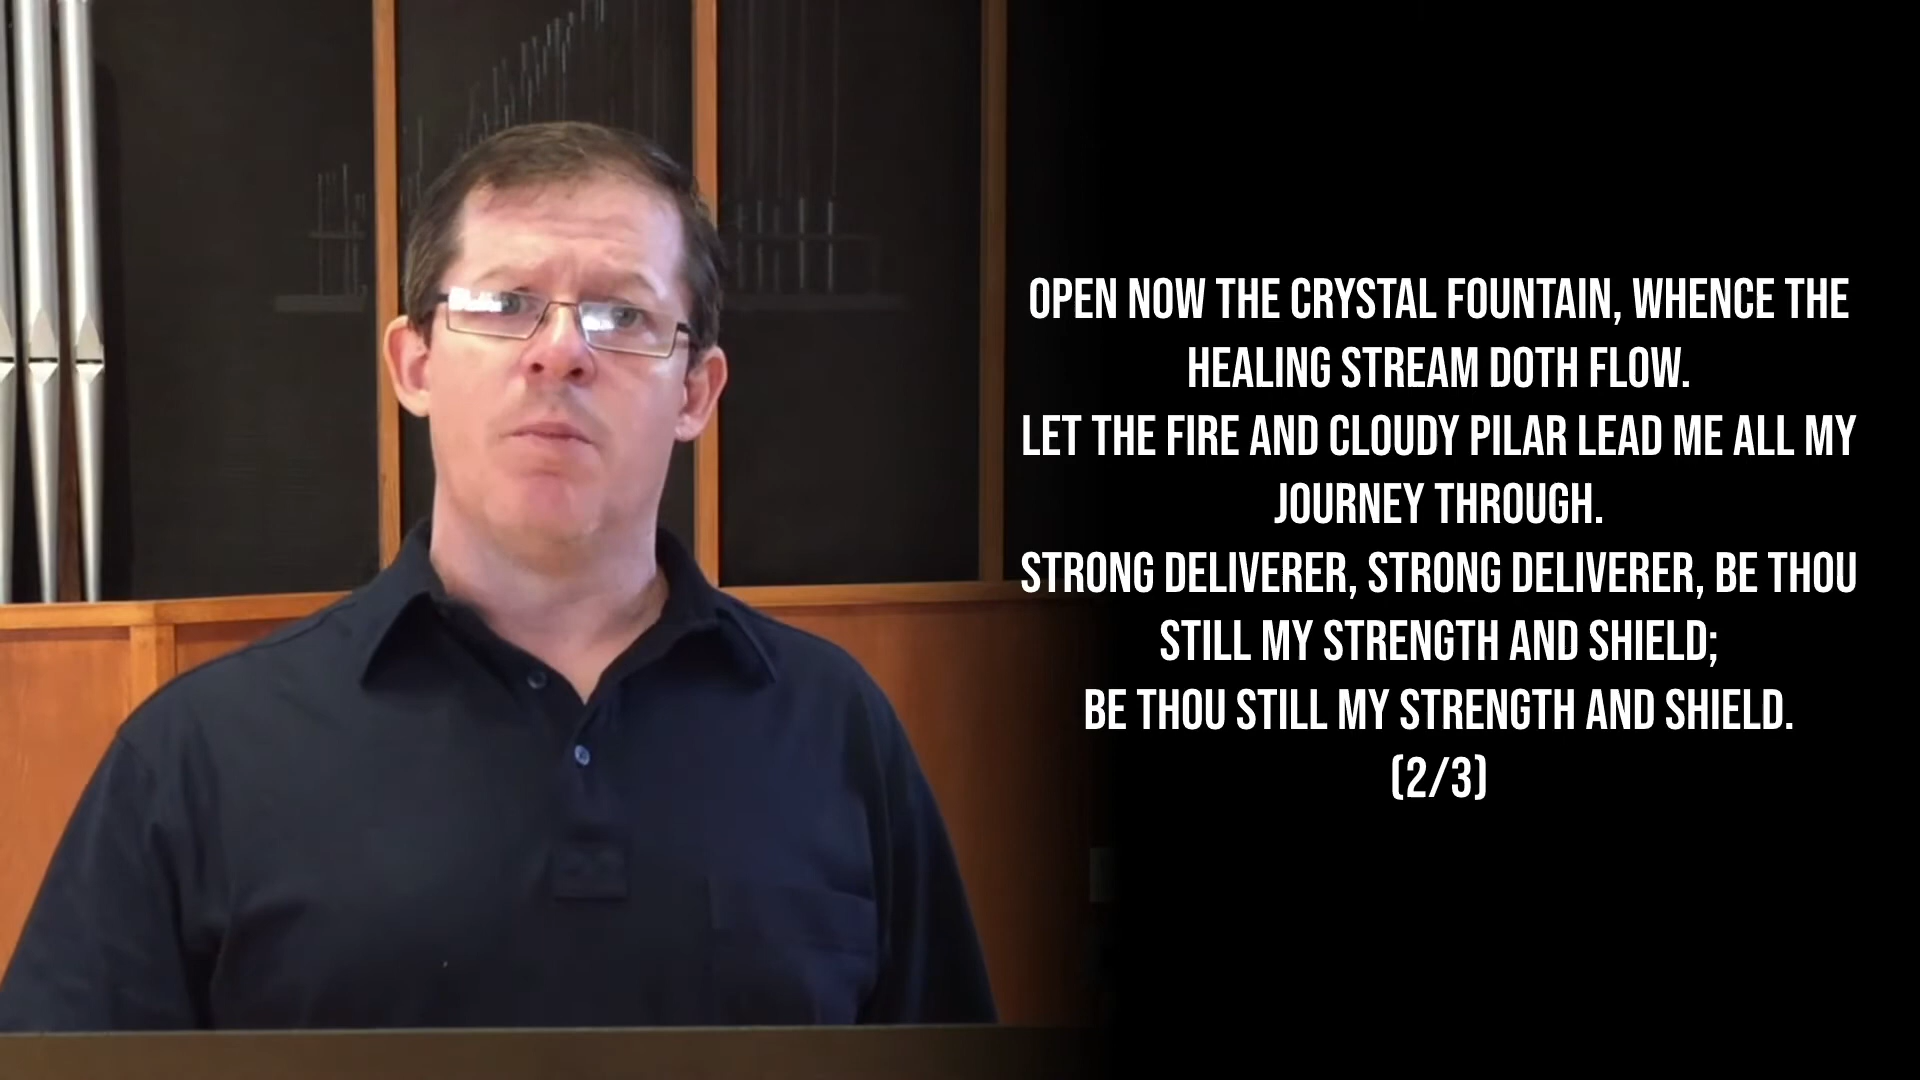 OPEN NOW THE CRYSTAL FOUNTAIN, WHENCE THE
HEALING STREAM DOTH FLOW.
LET THE FIRE AND CLOUDY PILAR LEAD ME ALL MY
JOURNEY THROUGH.
STRONG DELIVERER, STRONG DELIVERER, BE THOU
STILL MY STRENGTH AND SHIELD;
BE THOU STILL MY STRENGTH AND SHIELD.
(2/3)